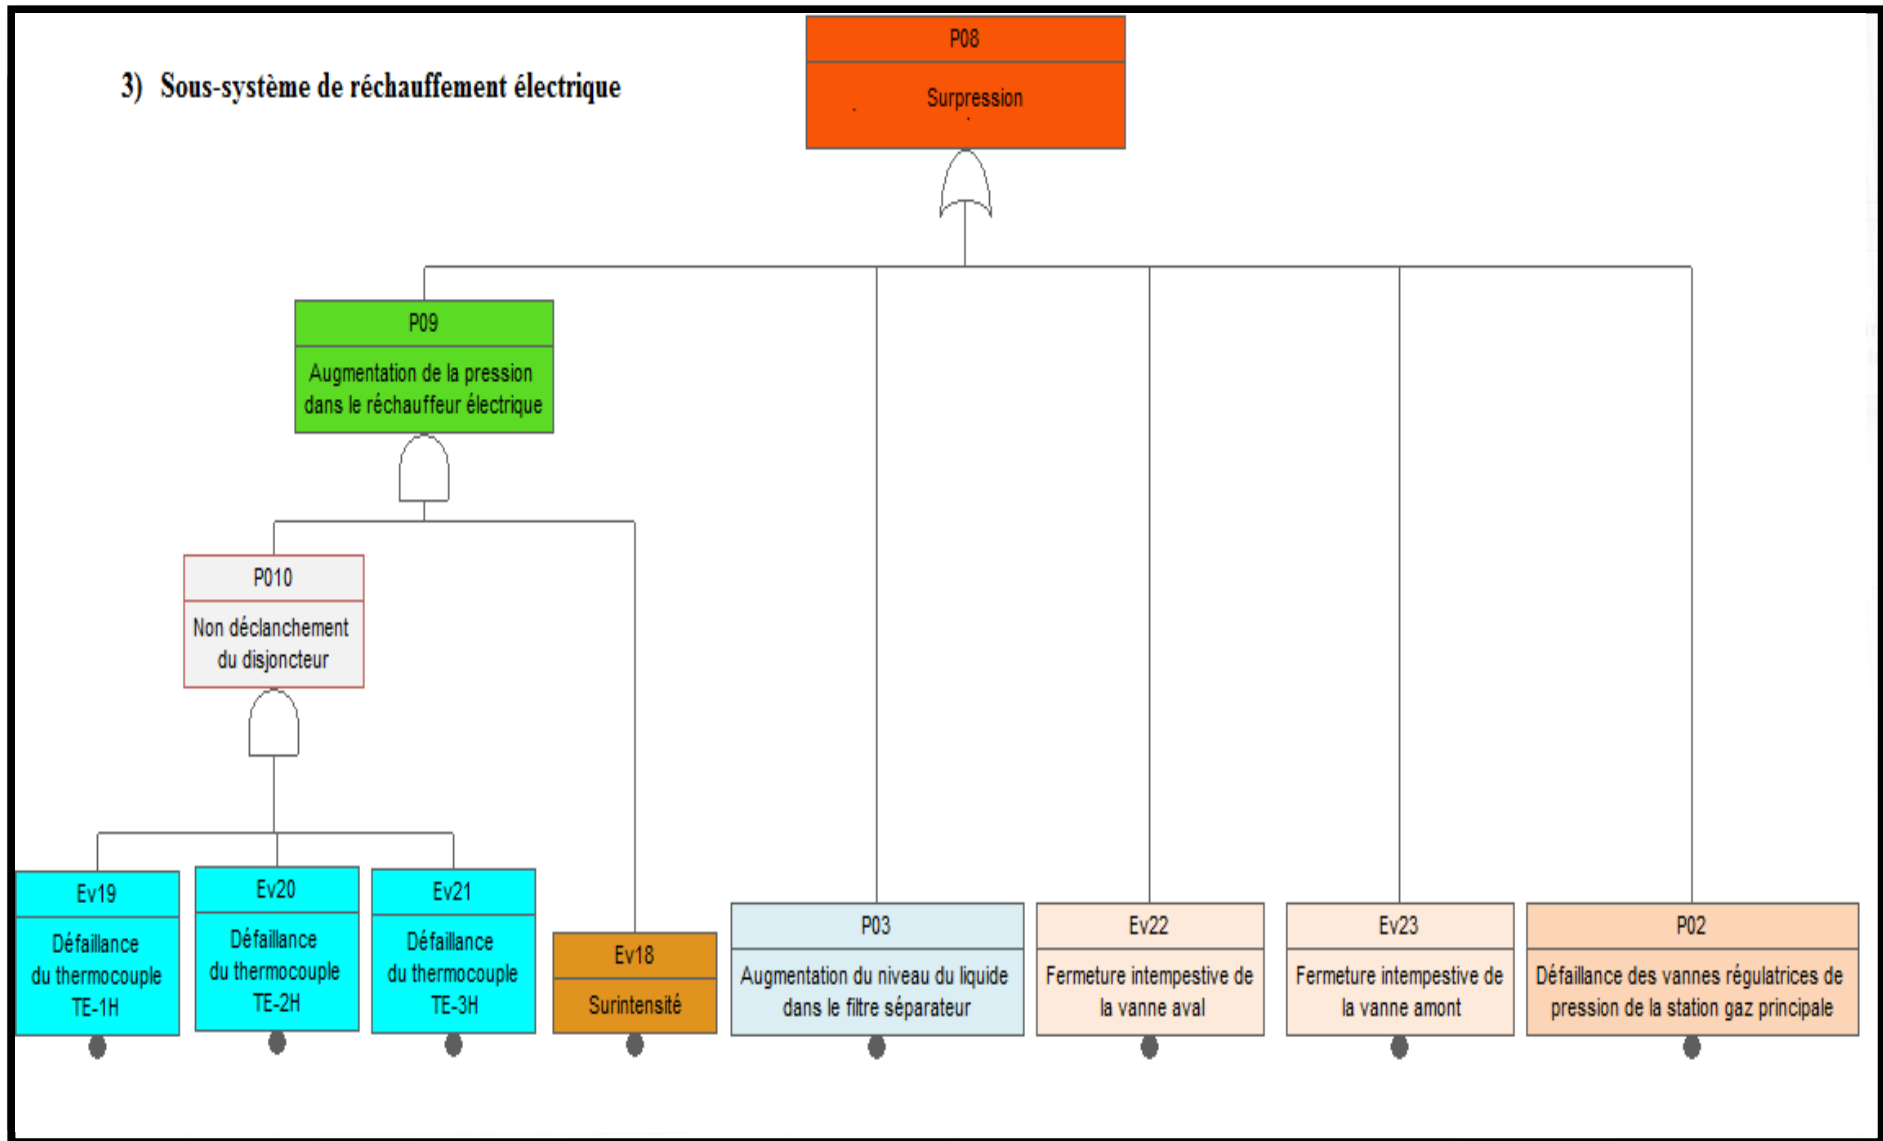 3) Sous-système de réchauffement électrique
P08
Surpression
P09
Augmentation de la pression
dans le réchauffeur électrique
P010
Non déclanchement
du disjoncteur
Ev19
Défaillance
du thermocouple
TE-1H
Ev20
Défaillance
du thermocouple
TE-2H
Ev21
Défaillance
du thermocouple
TE-3H
Ev18
Surintensité
P03
Augmentation du niveau du liquide
dans le filtre séparateur
Ev22
Fermeture intempestive de
la vanne aval
Ev23
Fermeture intempestive de
la vanne amont
P02
Défaillance des vannes régulatrices de
pression de la station gaz principale